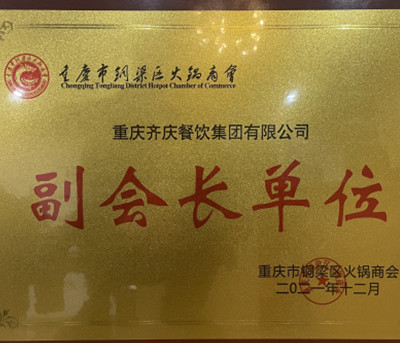 重庆市铜梁区火锅商会
Chongqing Tongliang District Hotpot Chamber of Commerce
重庆齐庆餐饮集团有限公司
副会长单位
重庆市铜梁区火锅商会
二〇二一年十二月